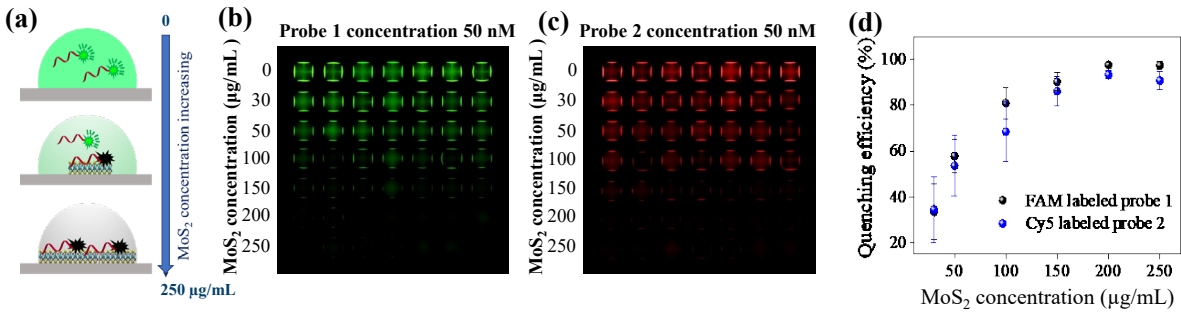 (a)
0
MoS2 concentration increasing
250 μg/mL
(b)
Probe 1 concentration 50 nM
MoS2 concentration (μg/mL)
0
30
50
100
150
200
250
(c)
Probe 2 concentration 50 nM
MoS2 concentration (μg/mL)
0
30
50
100
150
200
250
(d)
Quenching efficiency (%)
100
80
60
40
20
FAM labeled probe 1
Cy5 labeled probe 2
50 100 150 200 250
MoS2 concentration (μg/mL)